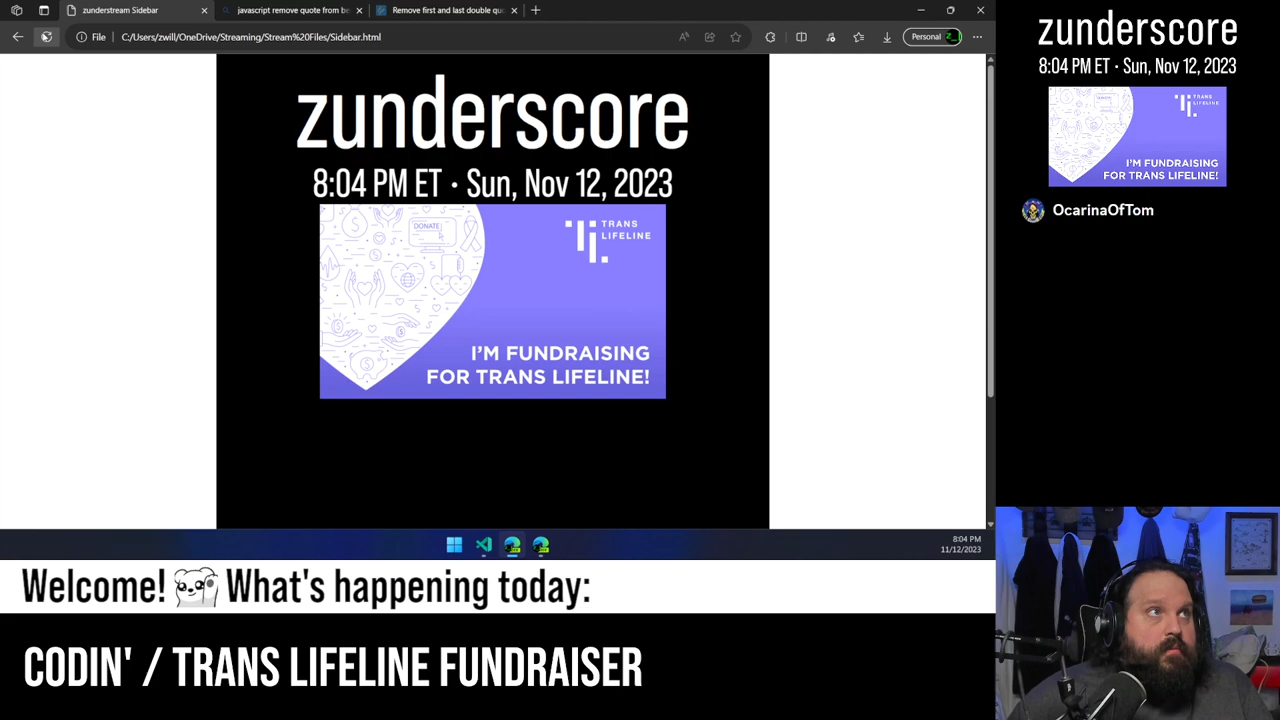 zunderstream Sidebar
javascript remove quote from be
Remove first and last double quo
File
C:/Users/zwill/OneDrive/Streaming/Stream%20Files/Sidebar.html
Personal
zunderscore
8:04 PM ET · Sun, Nov 12, 2023
DONATE
TRANS
LIFELINE
I'M FUNDRAISING
FOR TRANS LIFELINE!
8:04 PM
11/12/2023
zunderscore
8:04 PM ET · Sun, Nov 12, 2023
TRANS
LIFELINE
I'M FUNDRAISING
FOR TRANS LIFELINE!
OcarinaOfTom
Welcome! What's happening today:
CODIN' / TRANS LIFELINE FUNDRAISER